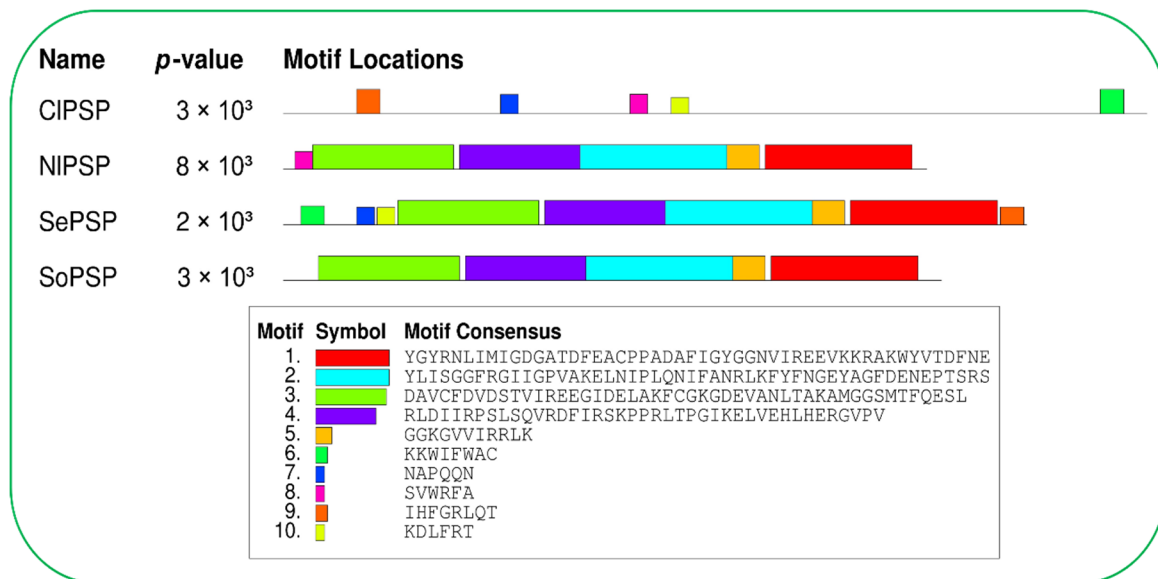 Name p-value Motif Locations
ClPSP 3 × 10³
NlPSP 8 × 10³
SePSP 2 × 10³
SoPSP 3 × 10³
Motif Symbol Motif Consensus
1. YGYRNLIMIGDGATDFEACPPADAFIGYGGNVIREEVKKRAKWYVTDFNE
2. YLISGGFRGIIGPVAKELNIPLQNIFANRLKFYFNGEYAGFDENEPTSRS
3. DAVCFDVDSTVIREEGIDELAKFCGKGDEVANLTAKAMGGSMTFQESL
4. RLDIIRPSLSQVRDFIRSKPPRLTPGIKELVEHLHERGVPV
5. GGKGVVIRRLK
6. KKWIFWAC
7. NAPQQN
8. SVWRFA
9. IHFGRLQT
10. KDLFRT